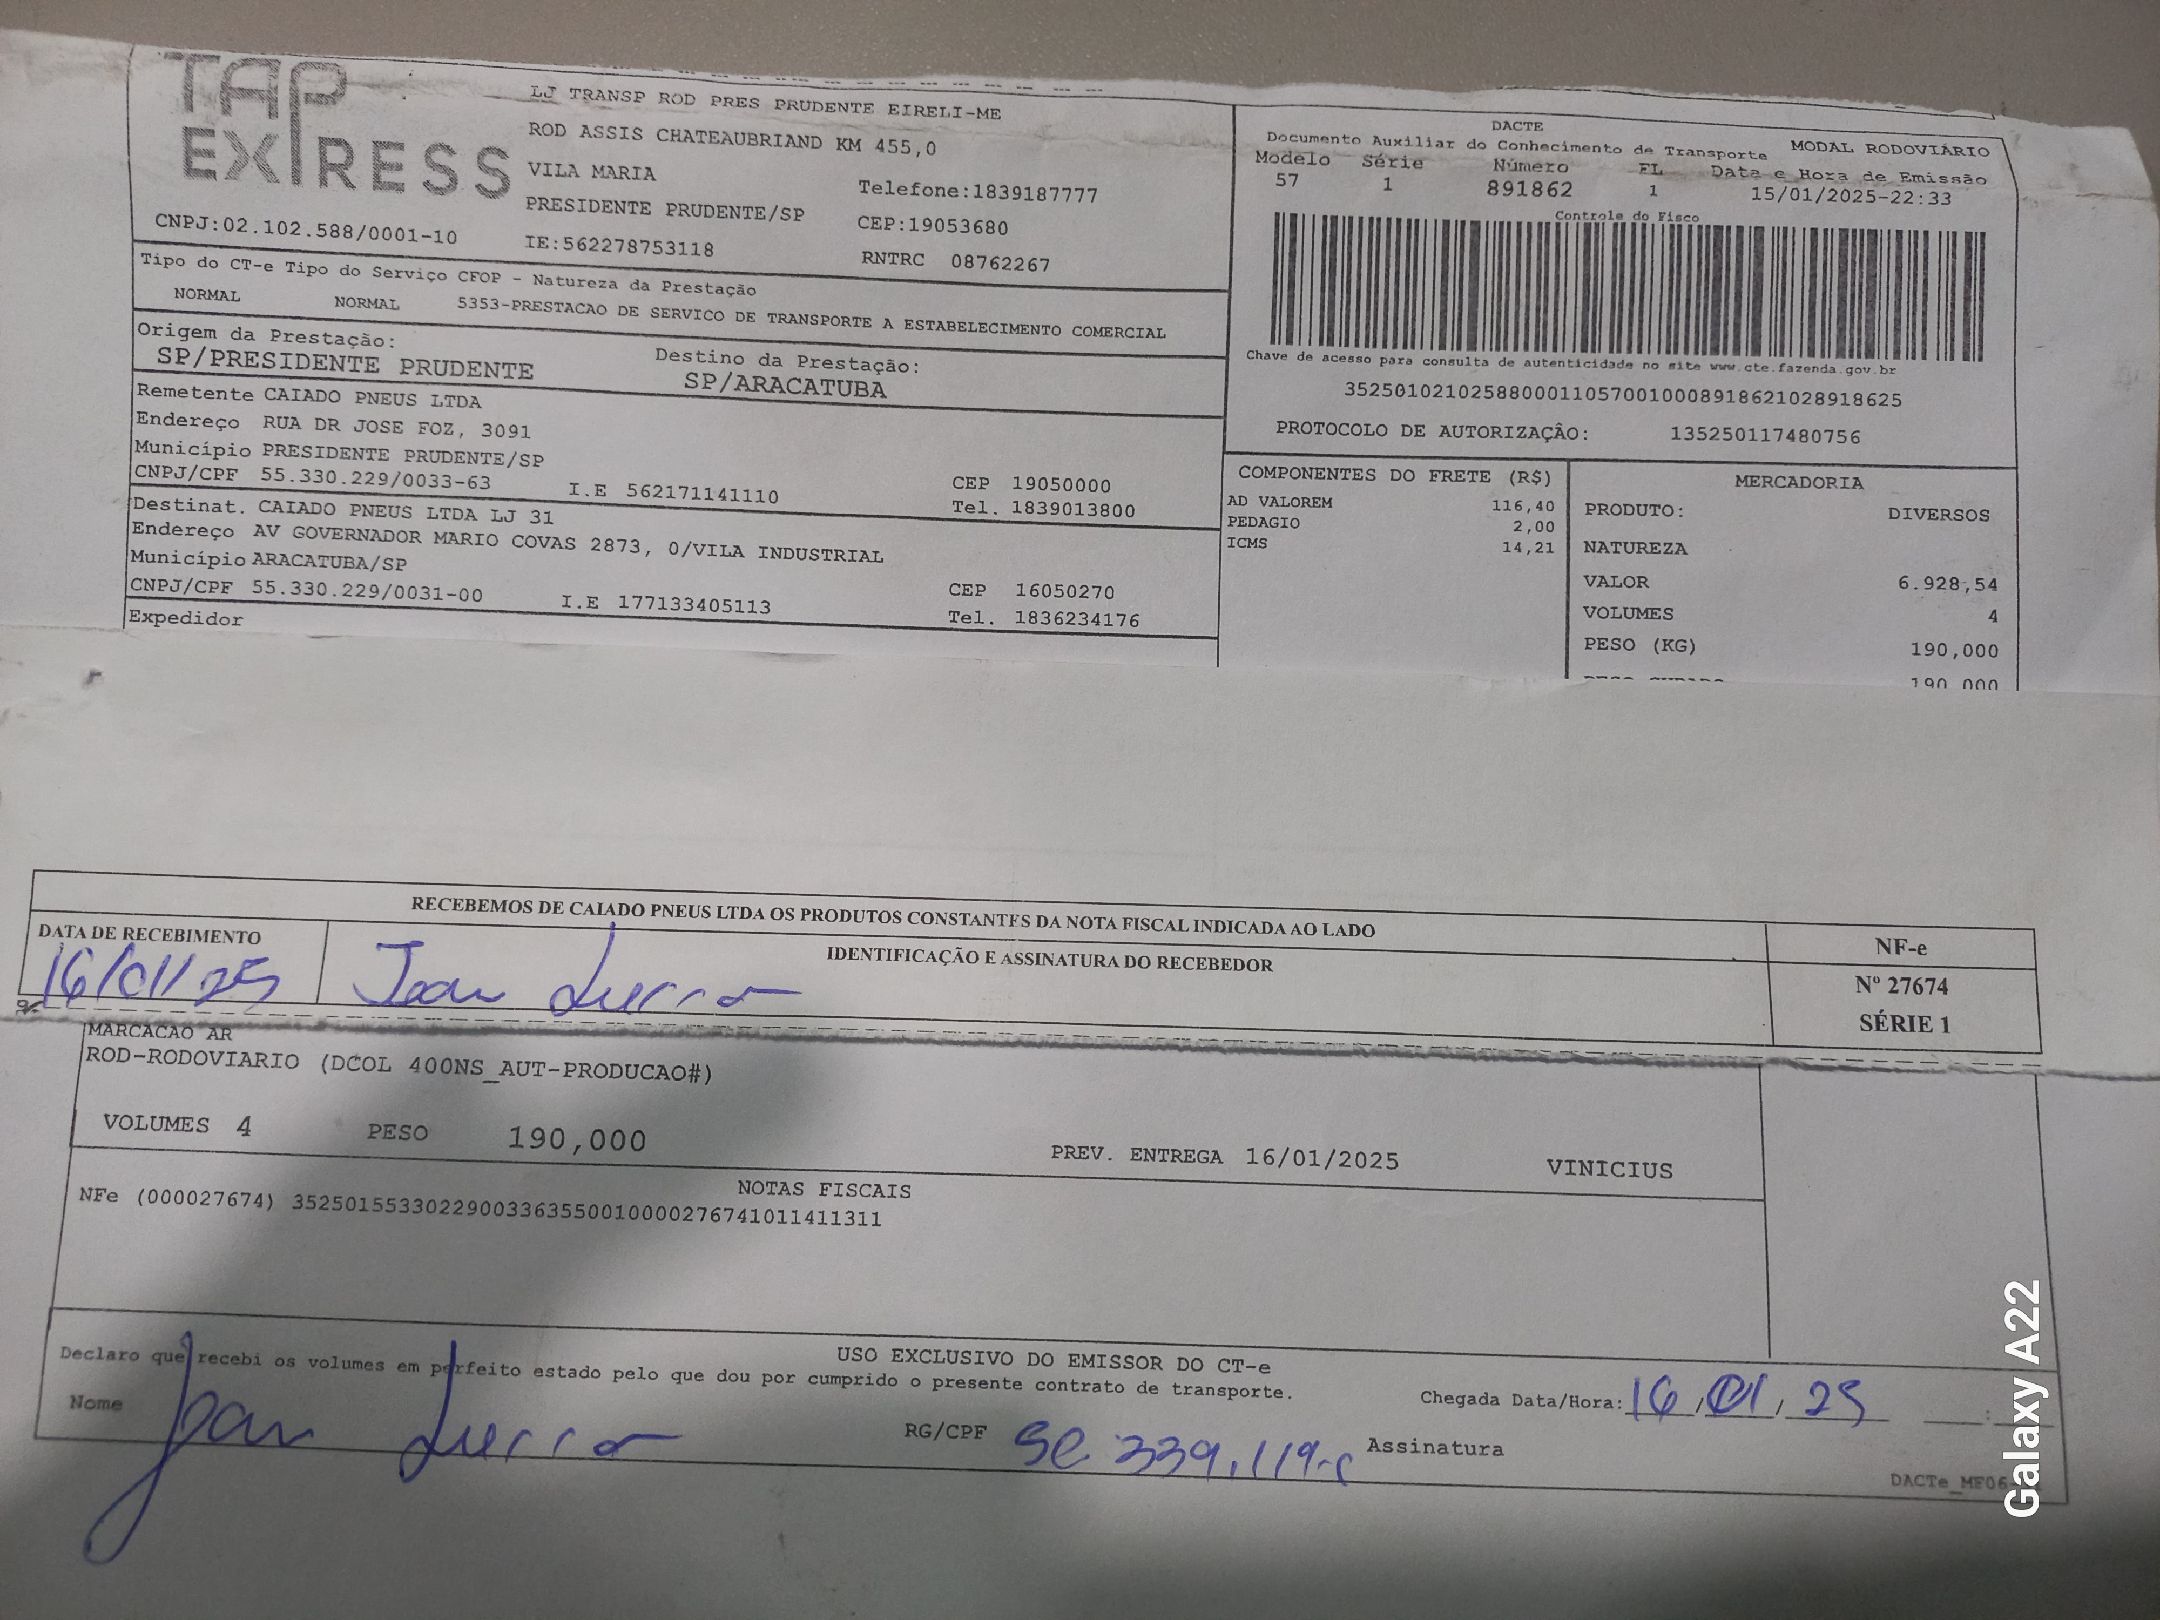 TAP EXPRESS
CNPJ:02.102.588/0001-10
LJ TRANSP ROD PRES PRUDENTE EIRELI-ME
ROD ASSIS CHATEAUBRIAND KM 455,0
VILA MARIA
PRESIDENTE PRUDENTE/SP
IE:562278753118
Telefone:1839187777
CEP:19053680
RNTRC 08762267
DACTE
Documento Auxiliar do Conhecimento de Transporte MODAL RODOVIÁRIO
Modelo Série Número FL Data e Hora de Emissão
57 1 891862 1 15/01/2025-22:33
Controle do Fisco
Chave de acesso para consulta de autenticidade no site www.cte.fazenda.gov.br
35250102102588000110570010008918621028918625
PROTOCOLO DE AUTORIZAÇÃO: 135250117480756
Tipo do CT-e Tipo do Serviço CFOP - Natureza da Prestação
NORMAL NORMAL 5353-PRESTACAO DE SERVICO DE TRANSPORTE A ESTABELECIMENTO COMERCIAL
Origem da Prestação: Destino da Prestação:
SP/PRESIDENTE PRUDENTE SP/ARACATUBA
Remetente CAIADO PNEUS LTDA
Endereço RUA DR JOSE FOZ, 3091
Município PRESIDENTE PRUDENTE/SP CEP 19050000
CNPJ/CPF 55.330.229/0033-63 I.E 562171141110 Tel. 1839013800
Destinat. CAIADO PNEUS LTDA LJ 31
Endereço AV GOVERNADOR MARIO COVAS 2873, 0/VILA INDUSTRIAL
Município ARACATUBA/SP CEP 16050270
CNPJ/CPF 55.330.229/0031-00 I.E 177133405113 Tel. 1836234176
Expedidor
COMPONENTES DO FRETE (R$)
AD VALOREM 116,40
PEDAGIO 2,00
ICMS 14,21
MERCADORIA
PRODUTO: DIVERSOS
NATUREZA
VALOR 6.928,54
VOLUMES 4
PESO (KG) 190,000
RECEBEMOS DE CAIADO PNEUS LTDA OS PRODUTOS CONSTANTES DA NOTA FISCAL INDICADA AO LADO
DATA DE RECEBIMENTO
16/01/25
IDENTIFICAÇÃO E ASSINATURA DO RECEBEDOR
NF-e
Nº 27674
SÉRIE 1
MARCACAO AR
ROD-RODOVIARIO (DCOL 400NS_AUT-PRODUCAO#)
VOLUMES 4 PESO 190,000 PREV. ENTREGA 16/01/2025 VINICIUS
NOTAS FISCAIS
NFe (000027674) 35250155330229003363550010000276741011411311
USO EXCLUSIVO DO EMISSOR DO CT-e
Declaro que recebi os volumes em perfeito estado pelo que dou por cumprido o presente contrato de transporte.
Chegada Data/Hora: 16/01/25
Nome RG/CPF Assinatura
Galaxy A22